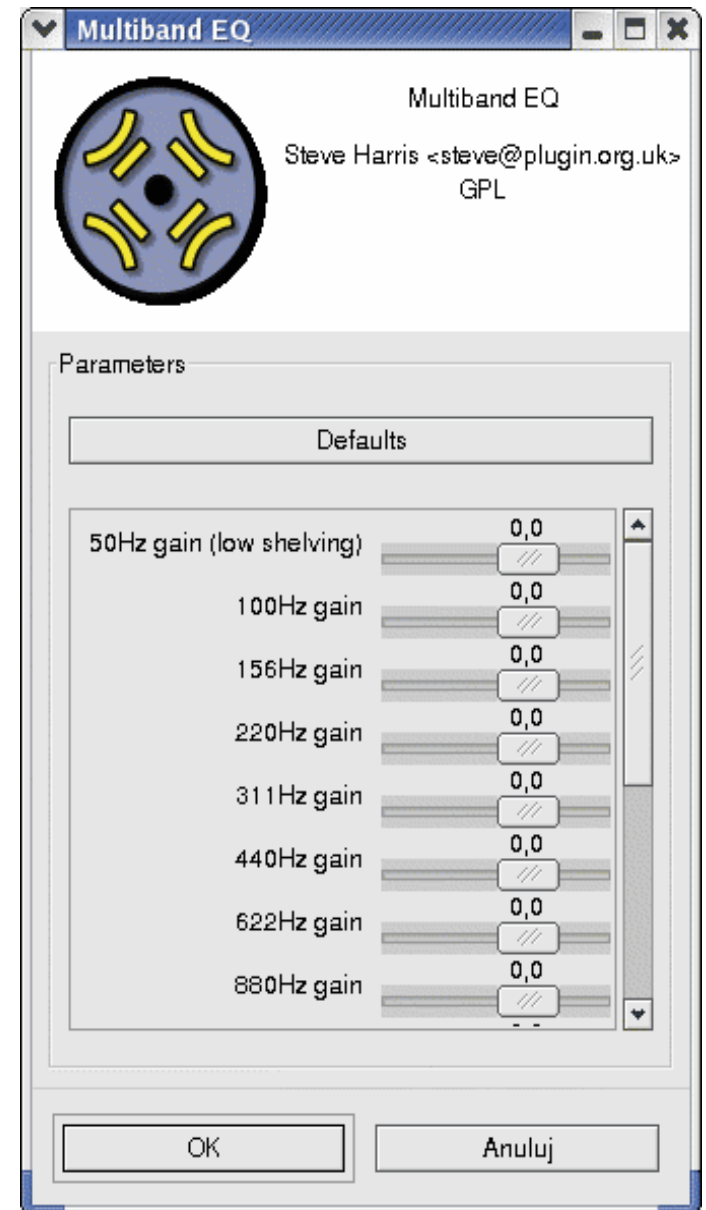 Multiband EQ
Multiband EQ
Steve Harris <steve@plugin.org.uk>
GPL
Parameters
Defaults
50Hz gain (low shelving) 0,0
100Hz gain 0,0
156Hz gain 0,0
220Hz gain 0,0
311Hz gain 0,0
440Hz gain 0,0
622Hz gain 0,0
880Hz gain 0,0
OK Anuluj